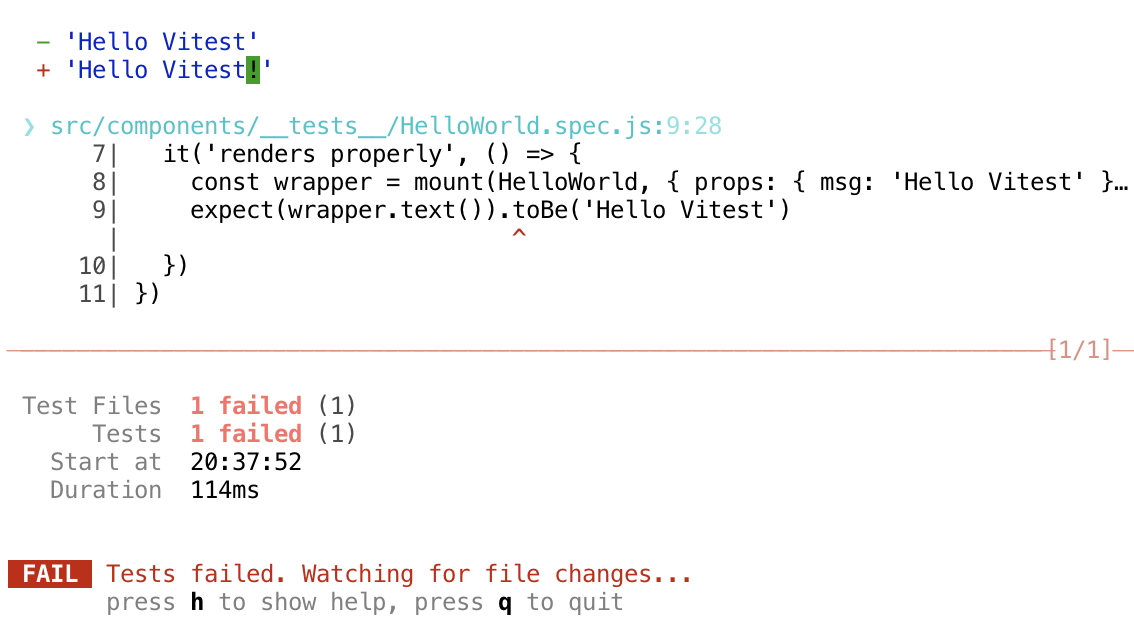 - 'Hello Vitest'
+ 'Hello Vitest!'
❯ src/components/__tests__/HelloWorld.spec.js:9:28
7|   it('renders properly', () => {
8|     const wrapper = mount(HelloWorld, { props: { msg: 'Hello Vitest' }…
9|     expect(wrapper.text()).toBe('Hello Vitest')
|                            ^
10|   })
11| })
[1/1]
Test Files  1 failed (1)
Tests  1 failed (1)
Start at  20:37:52
Duration  114ms
FAIL  Tests failed. Watching for file changes...
press h to show help, press q to quit